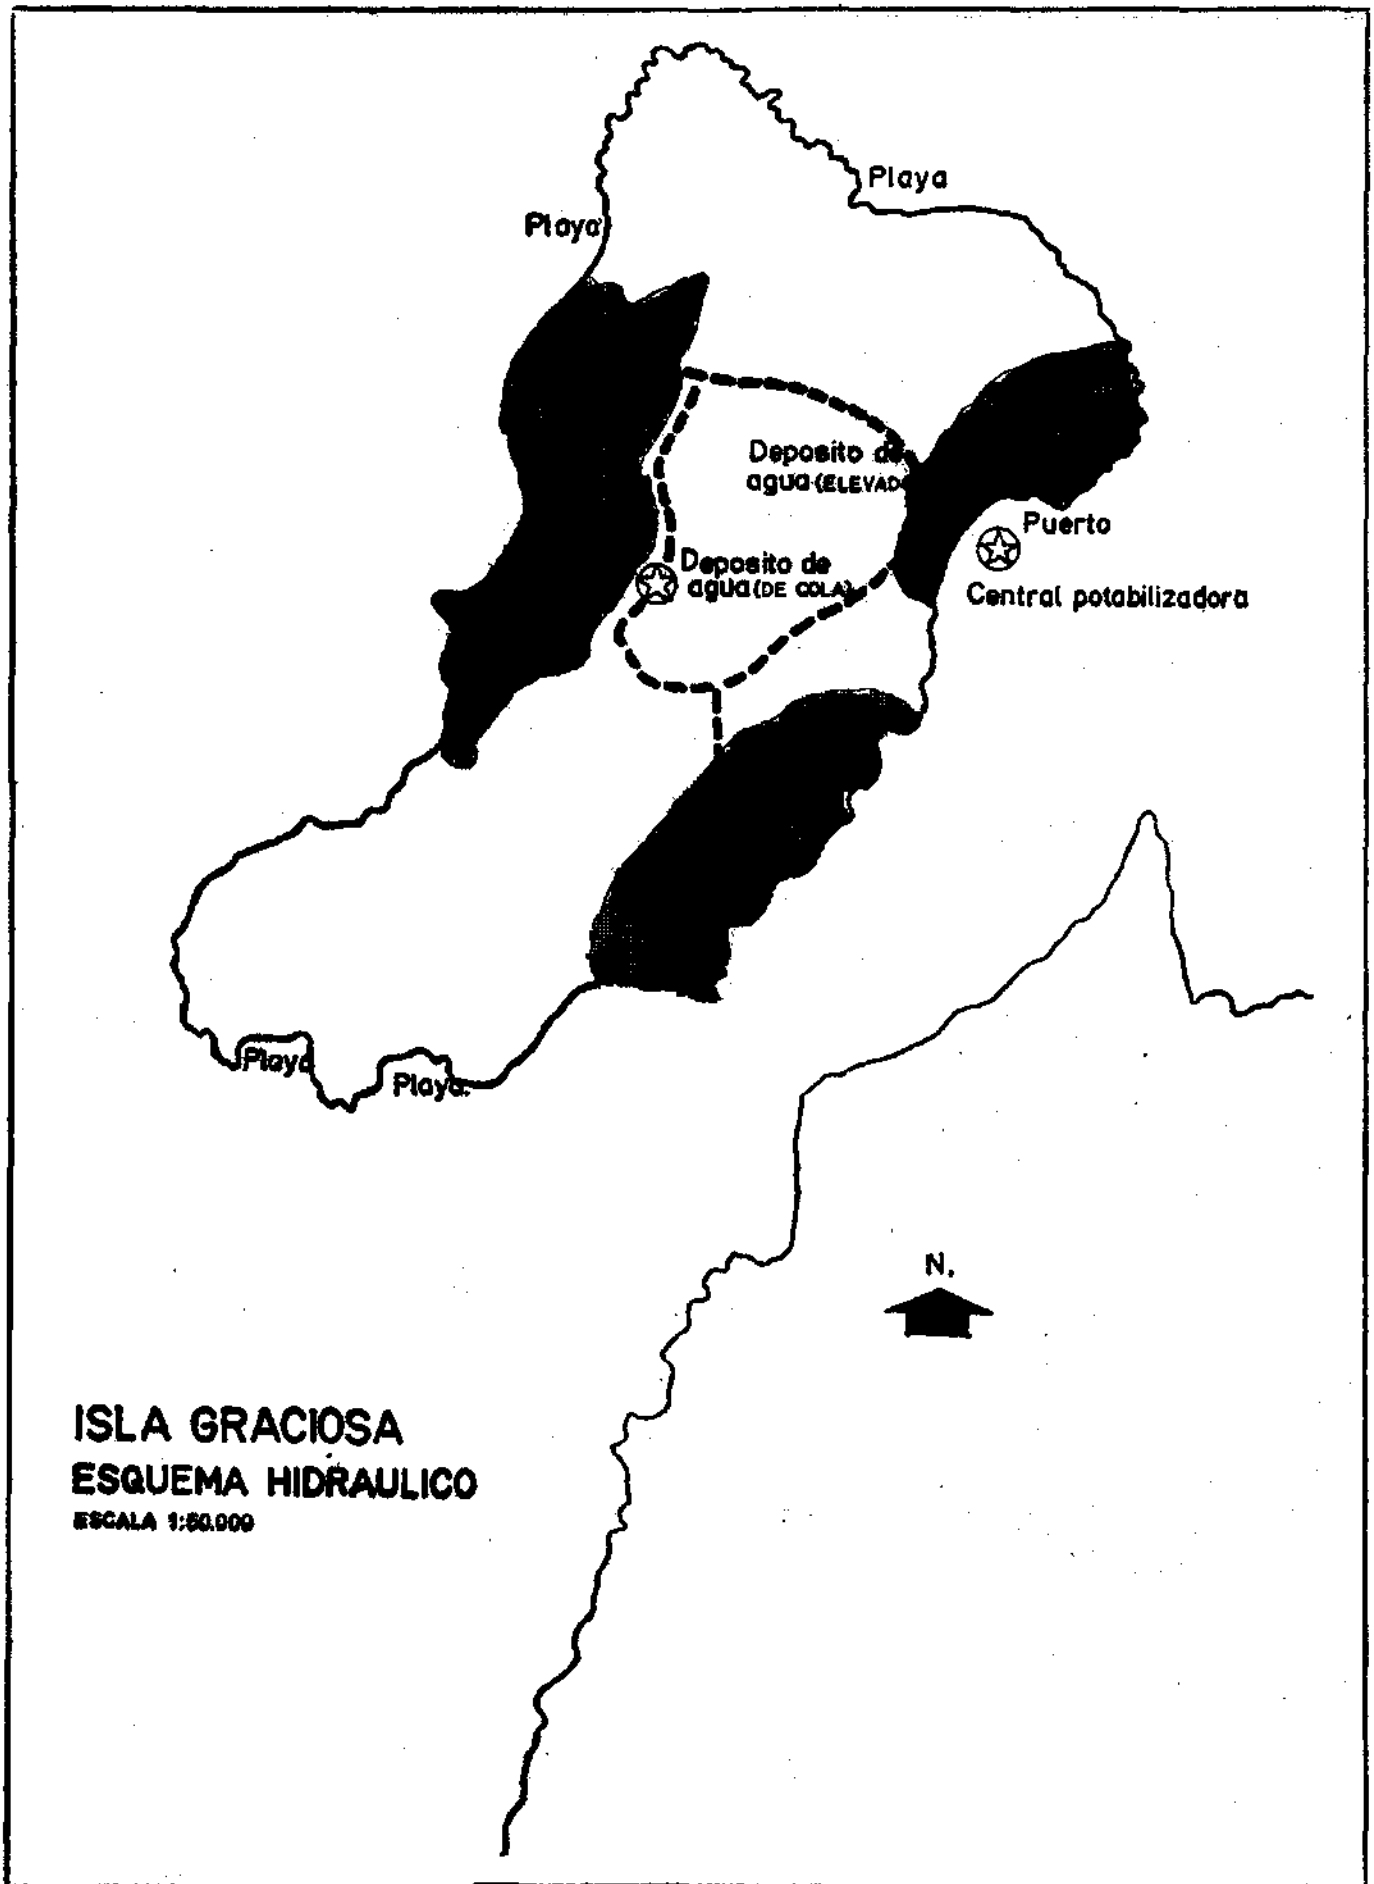 Playa
Playa
Deposito de
agua (ELEVAD
Puerto
Deposito de
agua (DE COLA)
Central potabilizadora
Playa
Playa.
N.
ISLA GRACIOSA
ESQUEMA HIDRAULICO
ESCALA 1:50.000